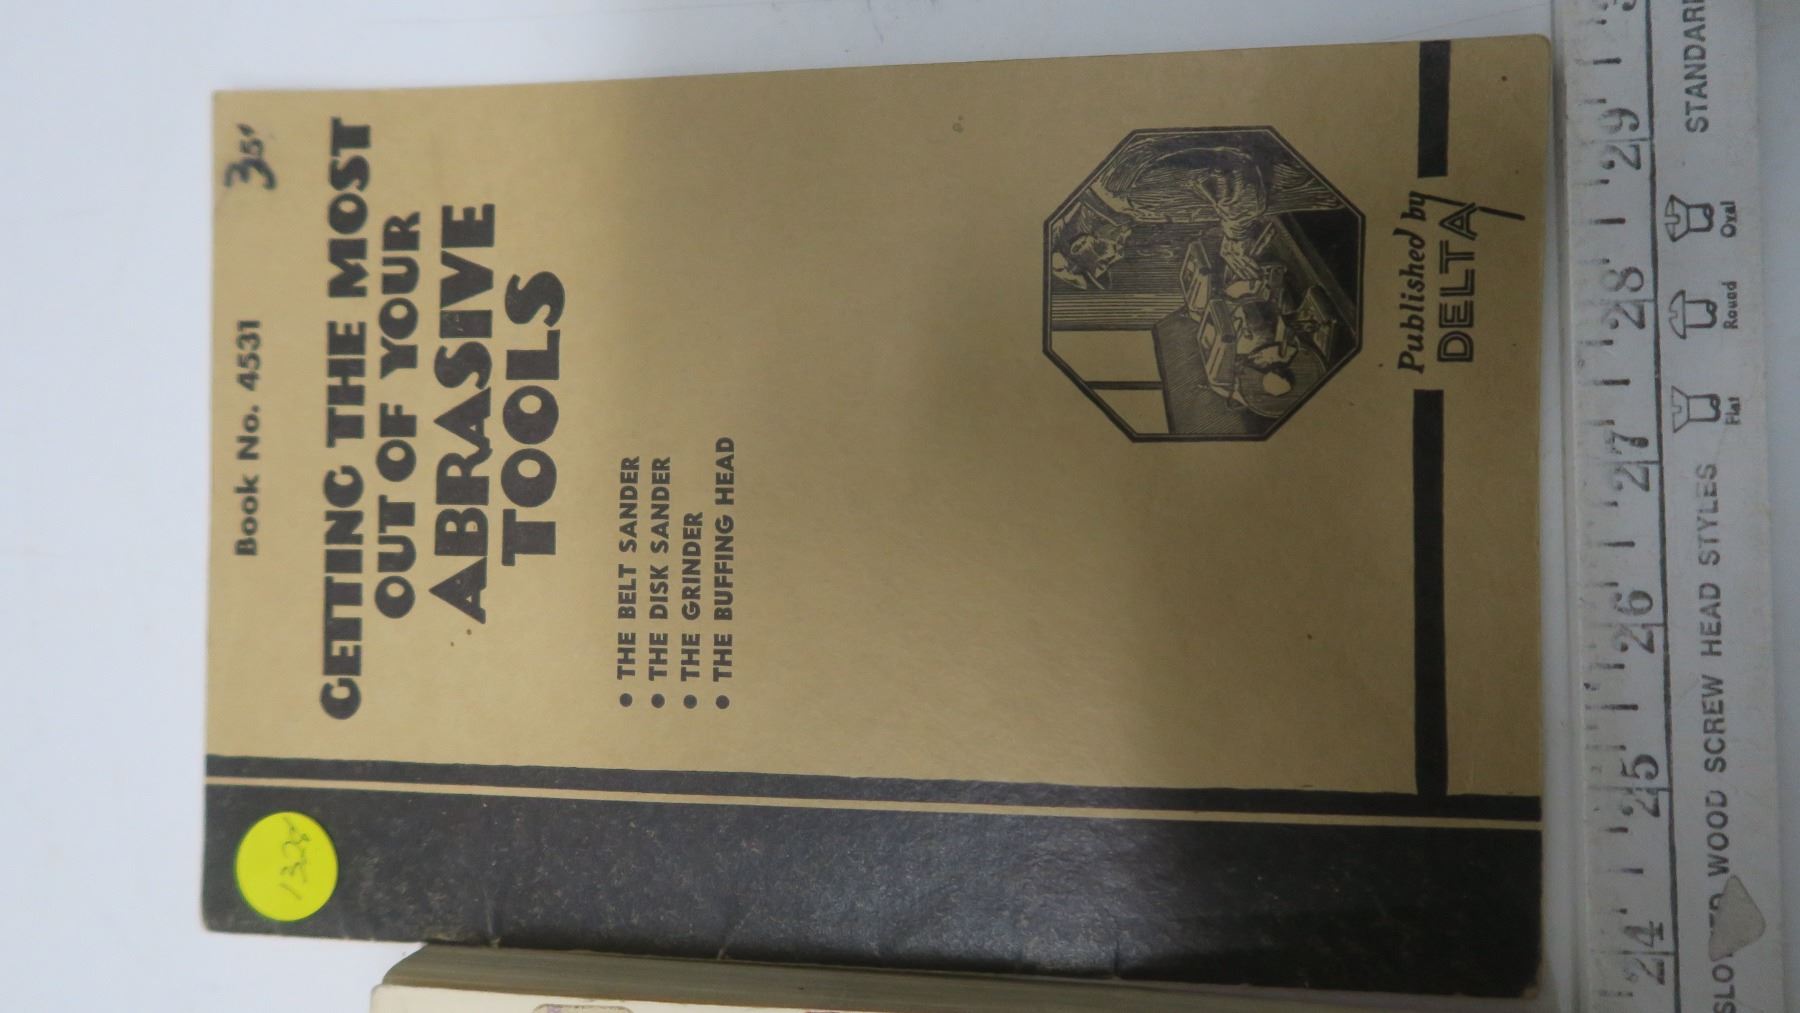 35¢
Book No. 4531
GETTING THE MOST
OUT OF YOUR
ABRASIVE
TOOLS
• THE BELT SANDER
• THE DISK SANDER
• THE GRINDER
• THE BUFFING HEAD
Published by
DELTA
1328
24 25 26 27 28 29
Flat Round Oval
WOOD SCREW HEAD STYLES